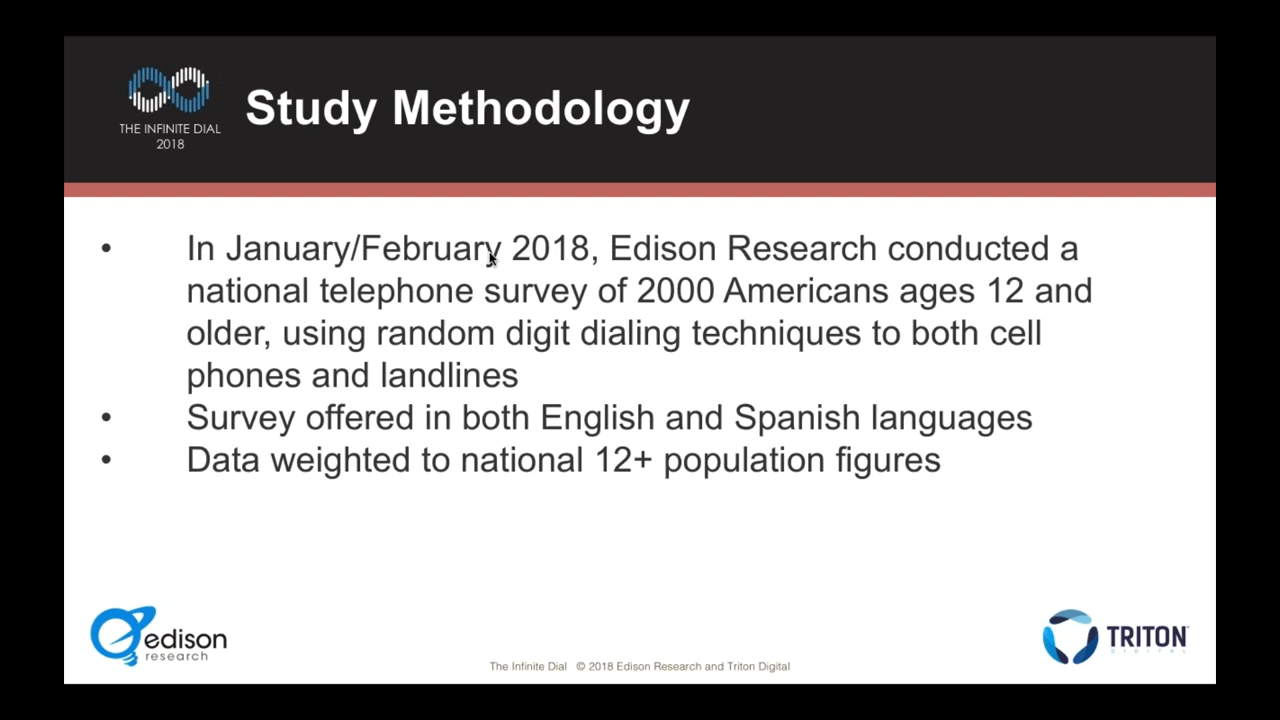 THE INFINITE DIAL
2018
Study Methodology
• In January/February 2018, Edison Research conducted a
national telephone survey of 2000 Americans ages 12 and
older, using random digit dialing techniques to both cell
phones and landlines
• Survey offered in both English and Spanish languages
• Data weighted to national 12+ population figures
edison
research
The Infinite Dial © 2018 Edison Research and Triton Digital
TRITON
DIGITAL